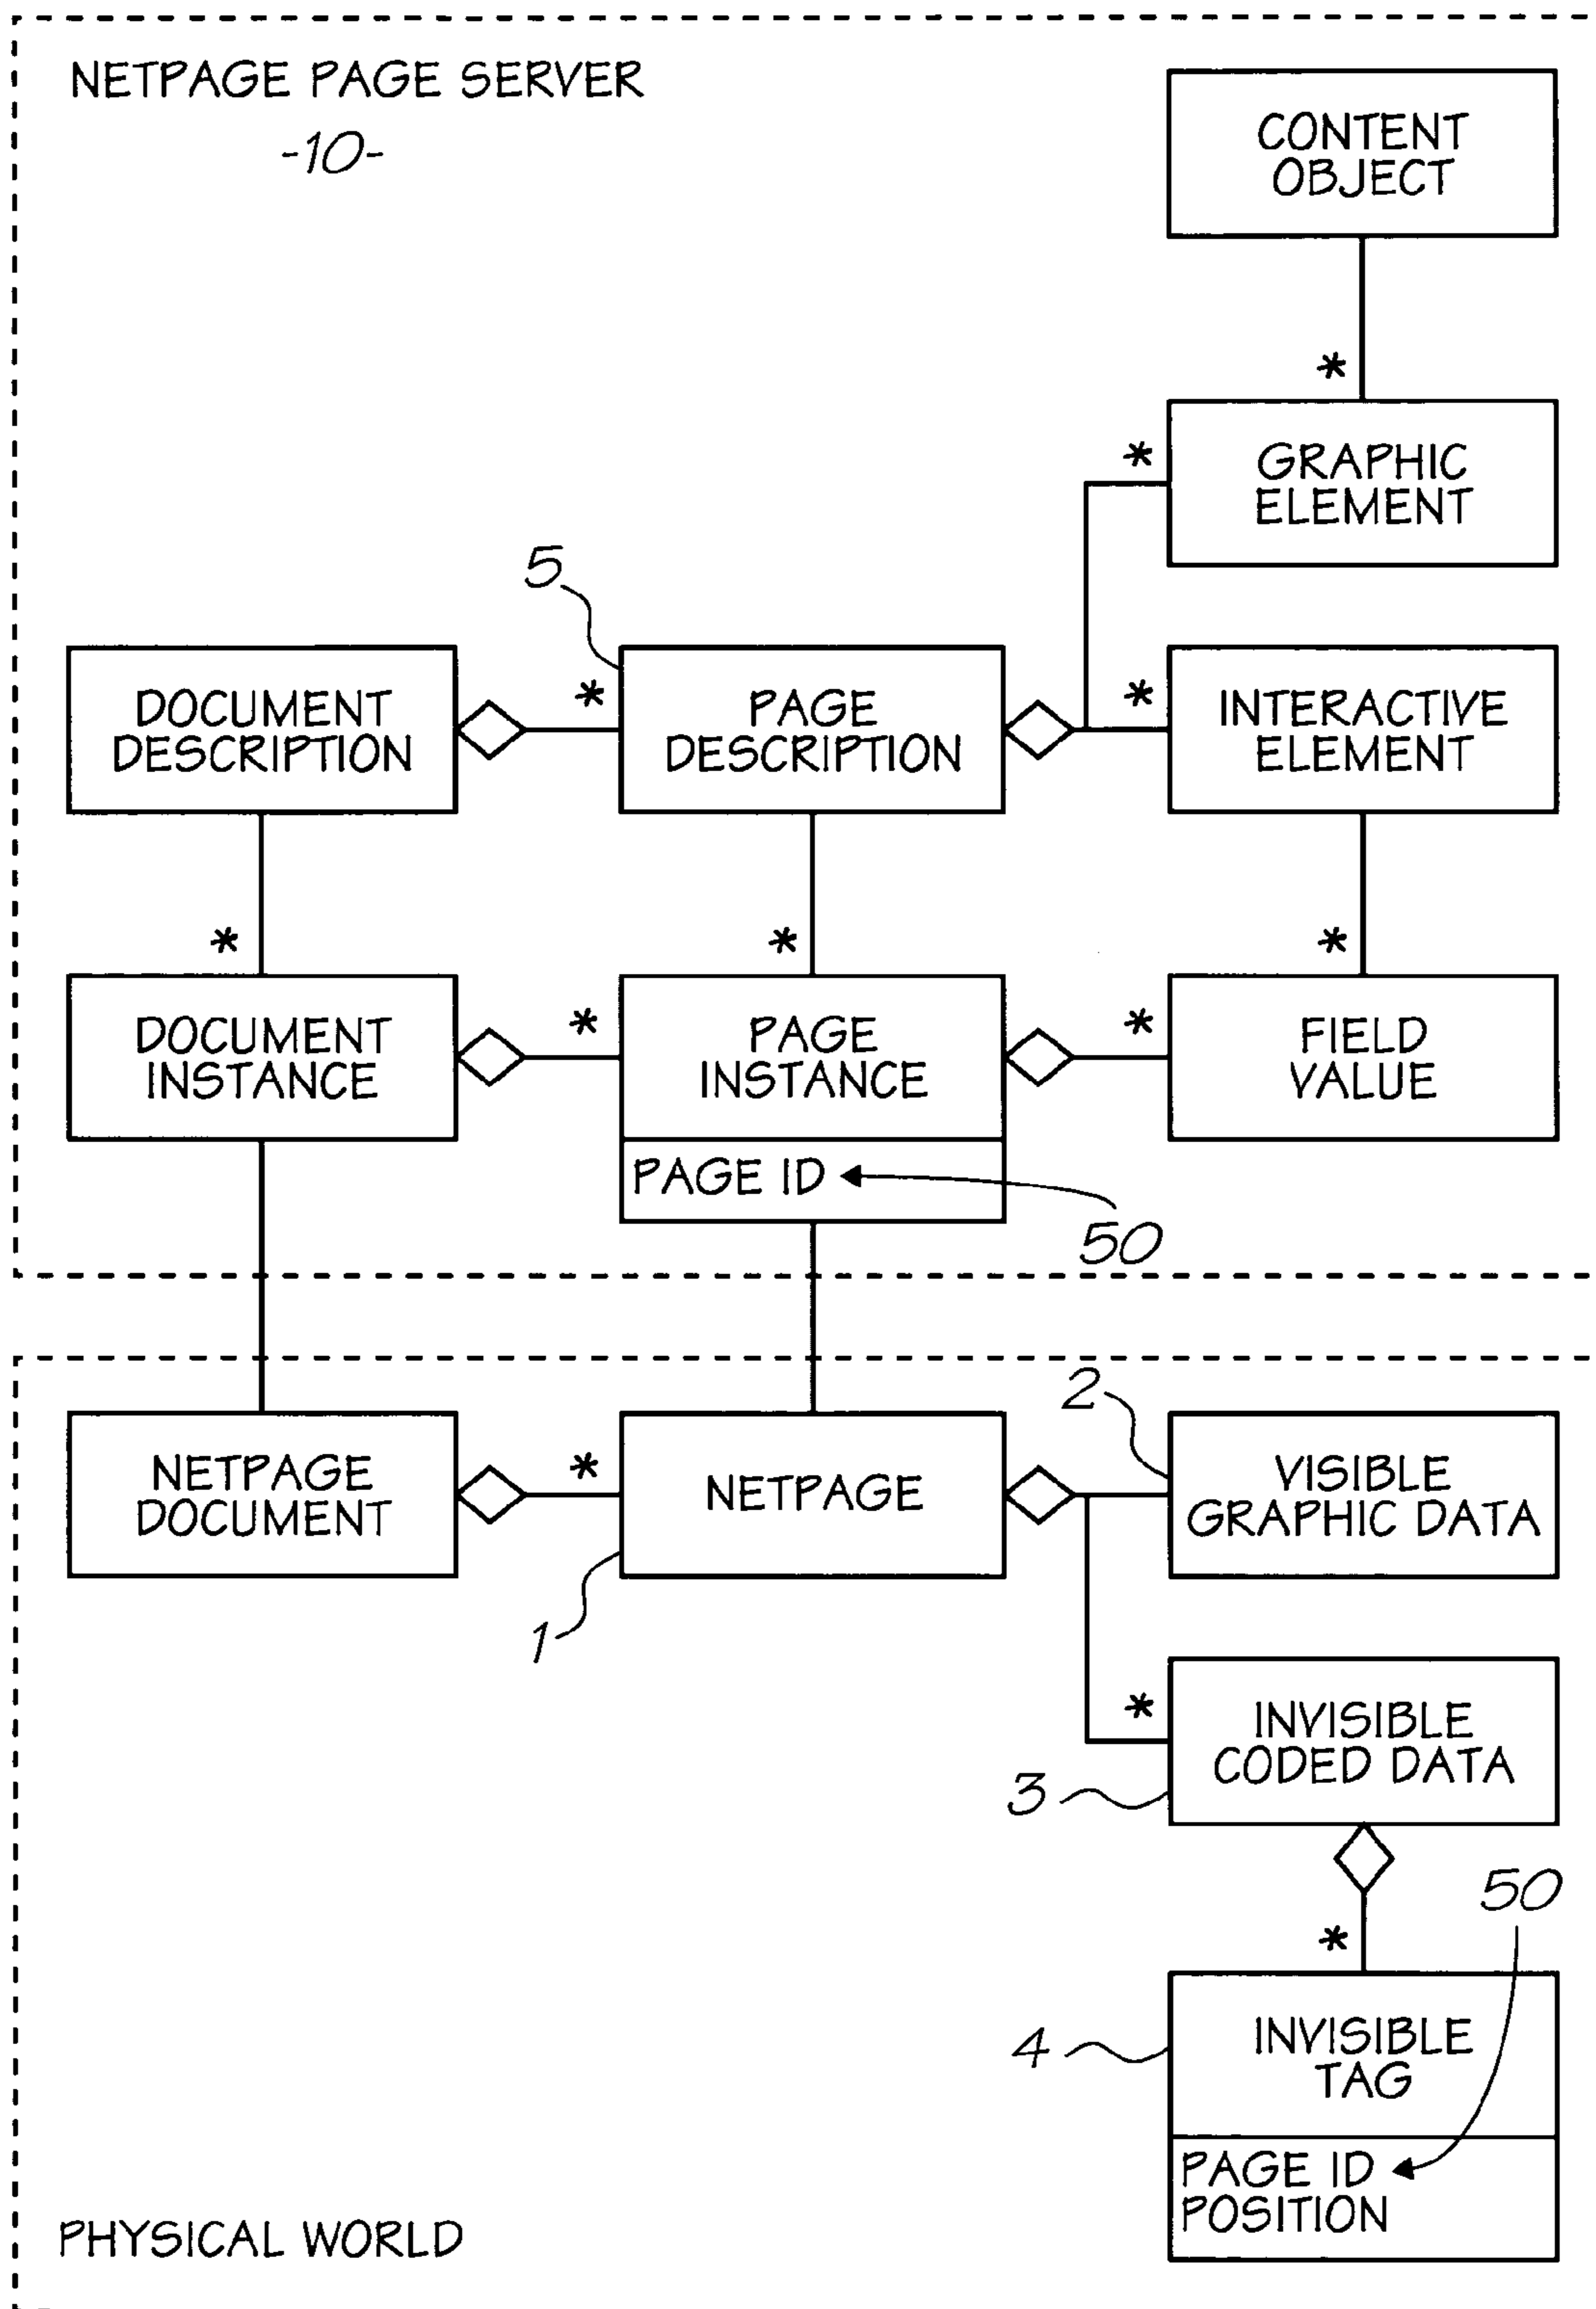 NETPAGE PAGE SERVER
-10-
CONTENT
OBJECT
*
*
GRAPHIC
ELEMENT
5
DOCUMENT
DESCRIPTION
*
PAGE
DESCRIPTION
*
INTERACTIVE
ELEMENT
*
*
*
DOCUMENT
INSTANCE
*
PAGE
INSTANCE
*
FIELD
VALUE
PAGE ID
50
2
NETPAGE
DOCUMENT
*
NETPAGE
VISIBLE
GRAPHIC DATA
1
*
INVISIBLE
CODED DATA
3
50
*
4
INVISIBLE
TAG
PAGE ID
POSITION
PHYSICAL WORLD